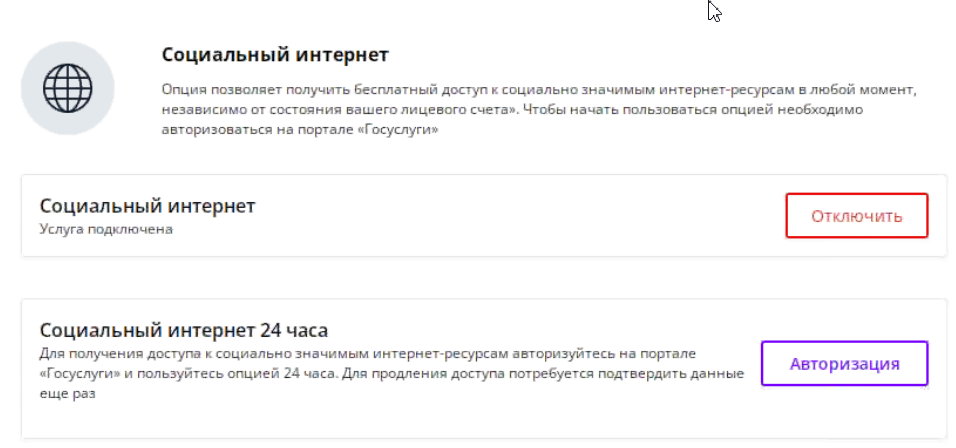 Социальный интернет
Опция позволяет получить бесплатный доступ к социально значимым интернет-ресурсам в любой момент,
независимо от состояния вашего лицевого счета». Чтобы начать пользоваться опцией необходимо
авторизоваться на портале «Госуслуги»
Социальный интернет
Услуга подключена
Отключить
Социальный интернет 24 часа
Для получения доступа к социально значимым интернет-ресурсам авторизуйтесь на портале
«Госуслуги» и пользуйтесь опцией 24 часа. Для продления доступа потребуется подтвердить данные
еще раз
Авторизация